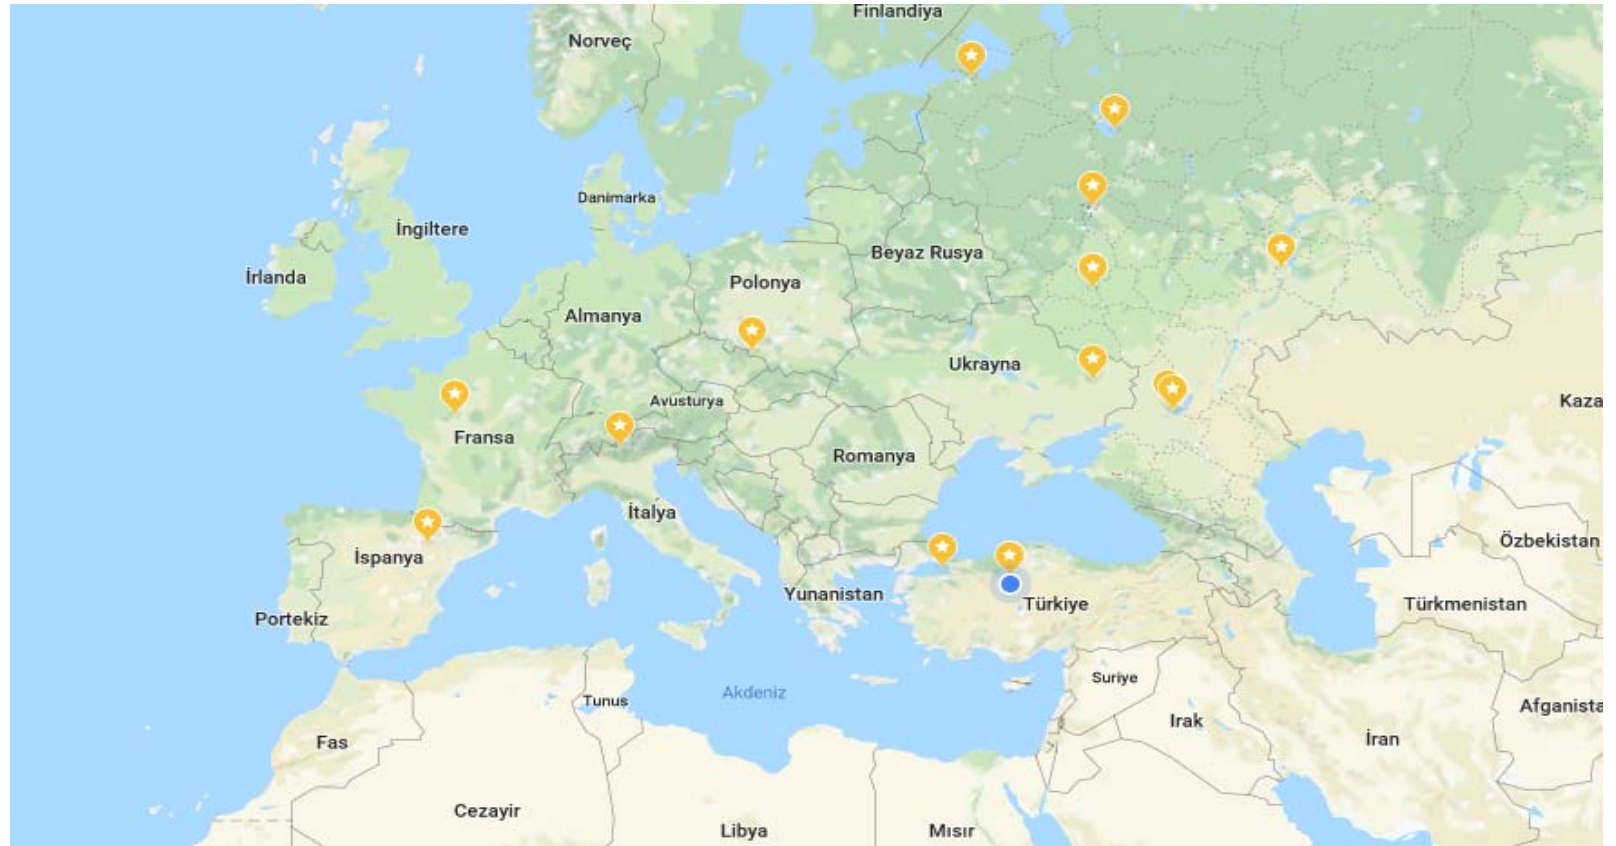 Finlandiya
Norveç
Danimarka
İngiltere
Beyaz Rusya
İrlanda
Polonya
Almanya
Ukrayna
Avusturya
Kaza
Fransa
Romanya
İtalya
Özbekistan
İspanya
Yunanistan
Türkiye
Türkmenistan
Portekiz
Suriye
Akdeniz
Tunus
Afganista
Irak
İran
Fas
Cezayir
Libya
Mısır